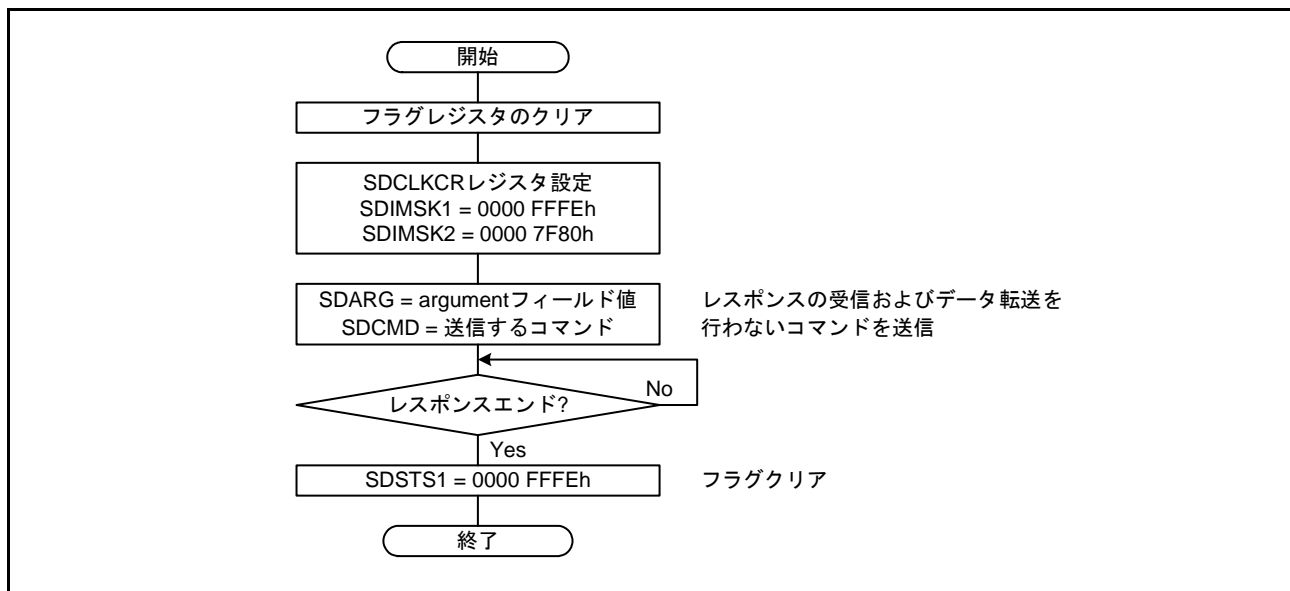 開始
フラグレジスタのクリア
SDCLKCRレジスタ設定
SDIMSK1 = 0000 FFFEh
SDIMSK2 = 0000 7F80h
SDARG = argumentフィールド値
SDCMD = 送信するコマンド
レスポンスの受信およびデータ転送を
行わないコマンドを送信
レスポンスエンド?
No
Yes
SDSTS1 = 0000 FFFEh
フラグクリア
終了